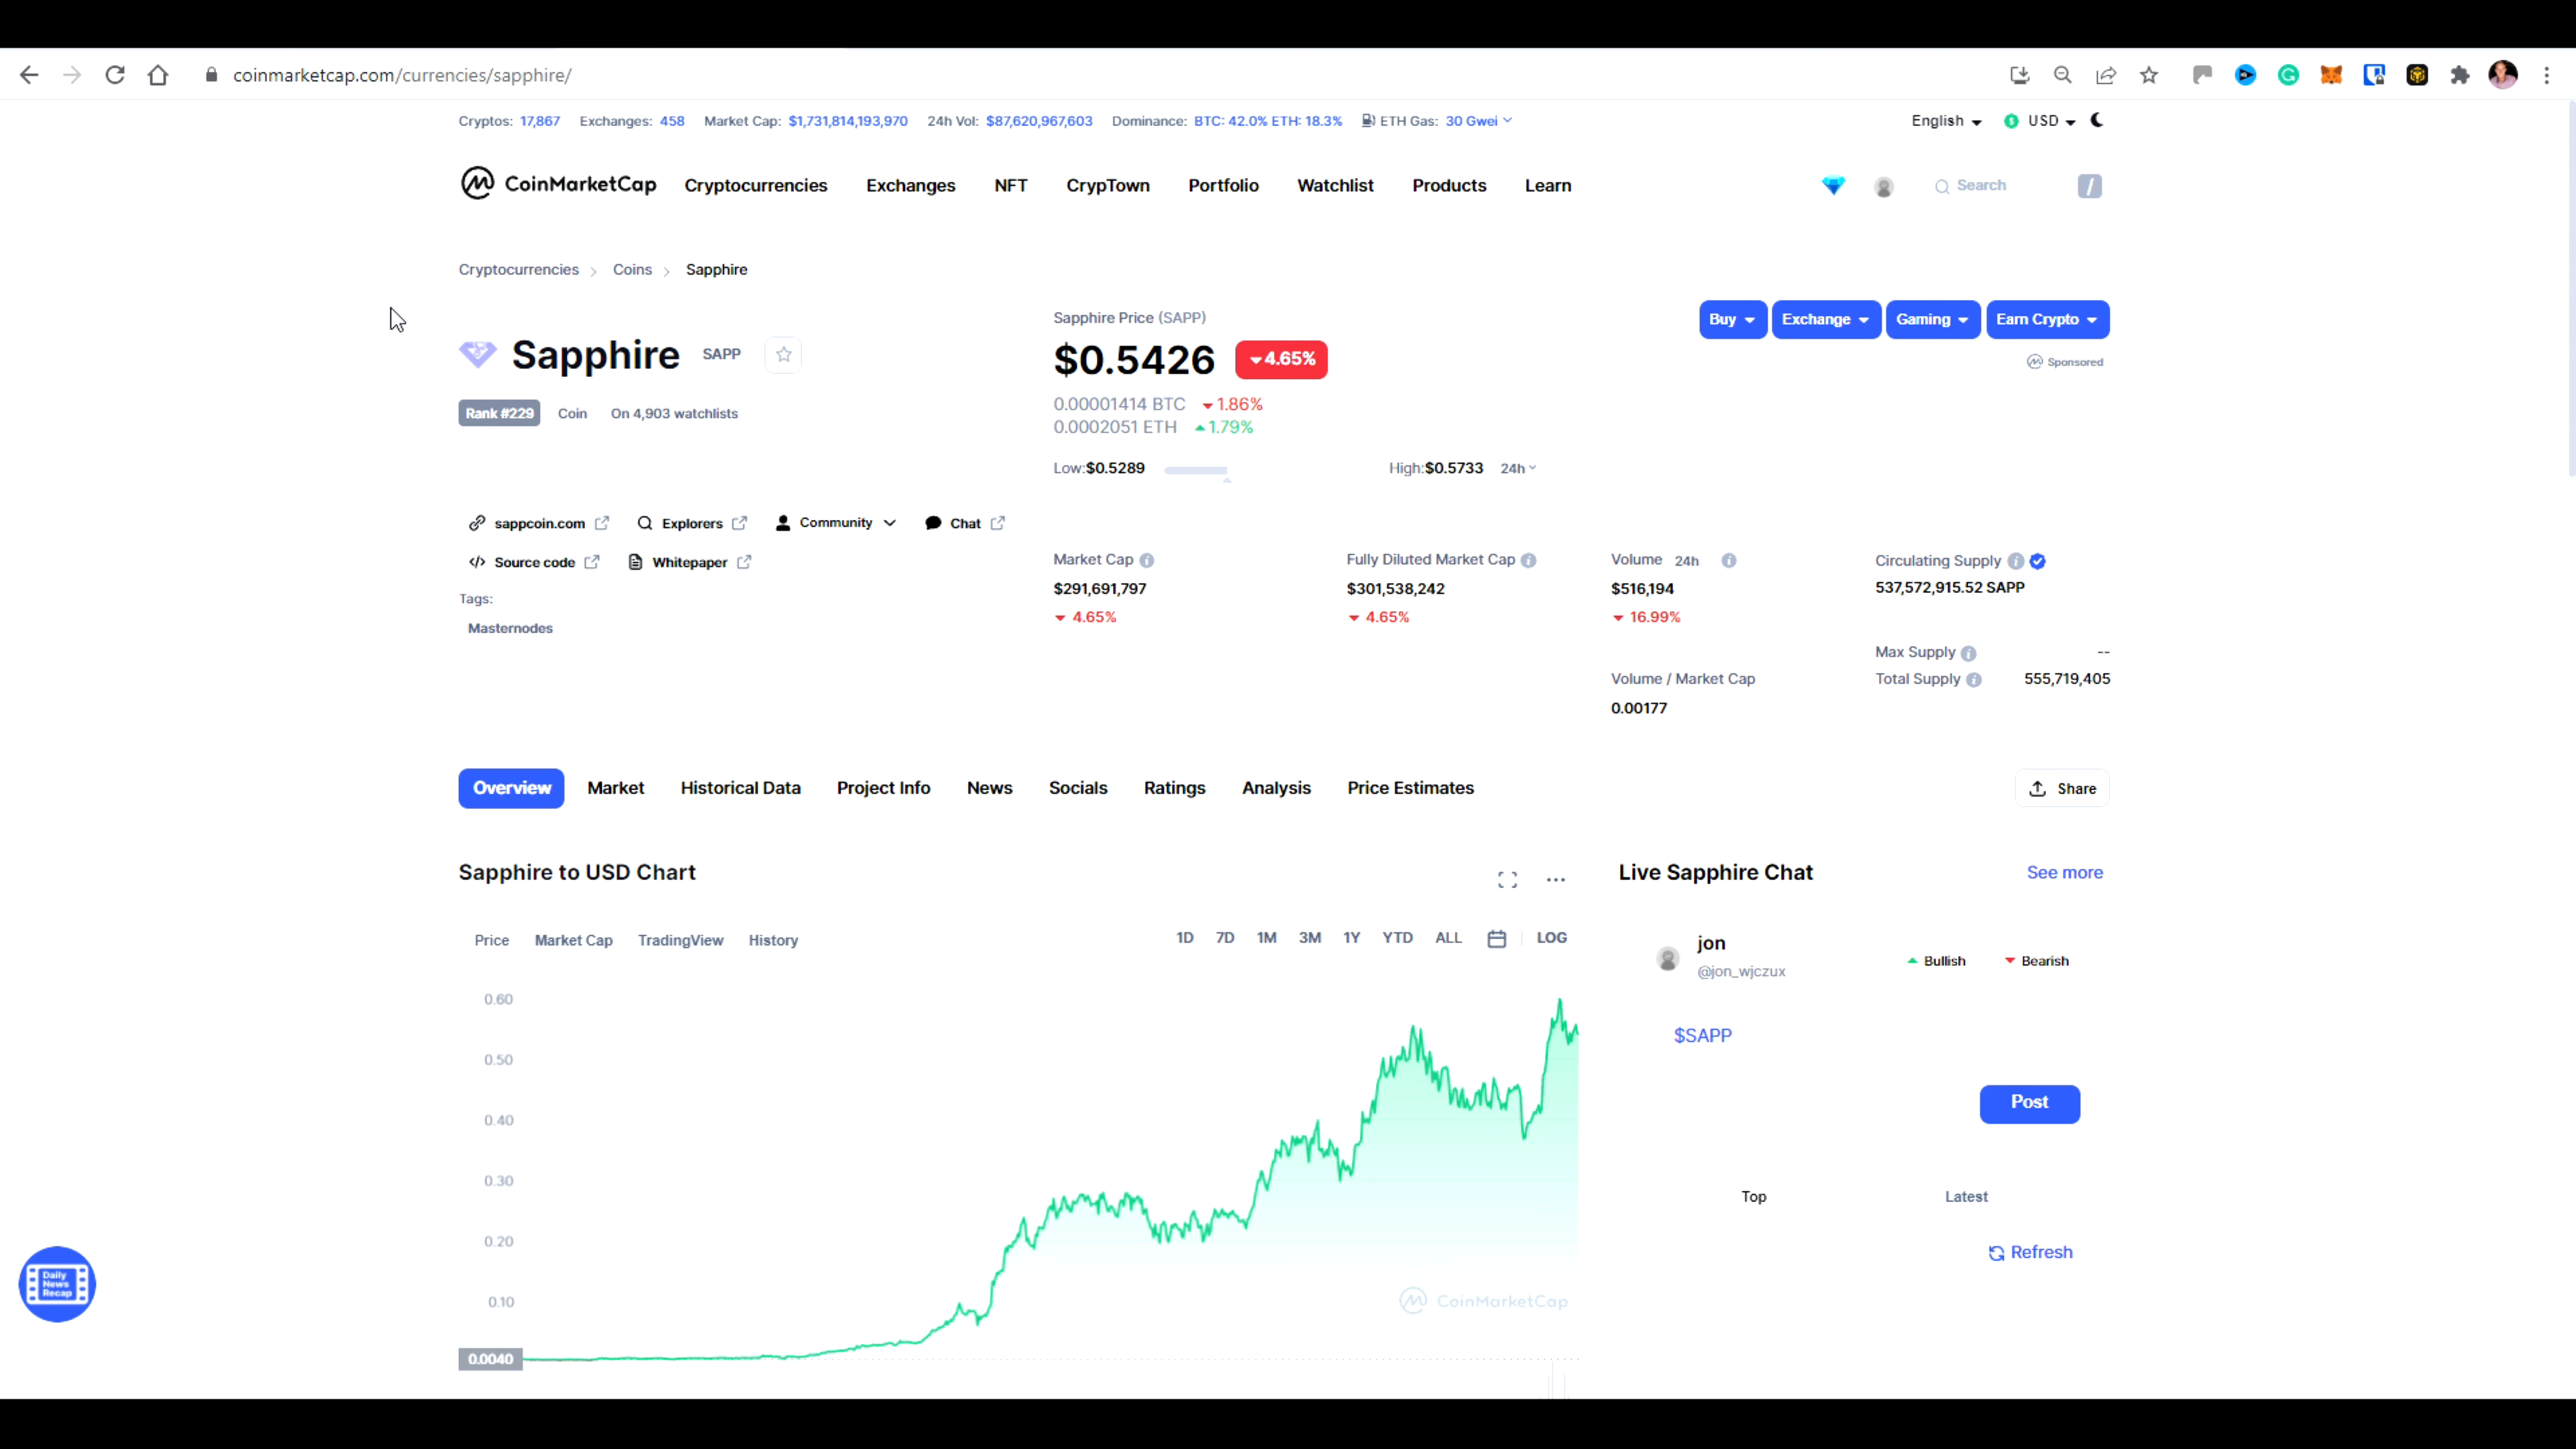 coinmarketcap.com/currencies/sapphire/
Cryptos: 17,867 Exchanges: 458 Market Cap: $1,731,814,193,970 24h Vol: $87,620,967,603 Dominance: BTC: 42.0% ETH: 18.3% ETH Gas: 30 Gwei English USD
CoinMarketCap Cryptocurrencies Exchanges NFT CrypTown Portfolio Watchlist Products Learn Search /
Cryptocurrencies > Coins > Sapphire
Sapphire SAPP
Rank #229 Coin On 4,903 watchlists
sappcoin.com Explorers Community Chat
Source code Whitepaper
Tags:
Masternodes
Sapphire Price (SAPP)
$0.5426 4.65%
0.00001414 BTC 1.86%
0.0002051 ETH 1.79%
Low:$0.5289 High:$0.5733 24h
Buy Exchange Gaming Earn Crypto
Sponsored
Market Cap
$291,691,797
4.65%
Fully Diluted Market Cap
$301,538,242
4.65%
Volume 24h
$516,194
16.99%
Volume / Market Cap
0.00177
Circulating Supply
537,572,915.52 SAPP
Max Supply --
Total Supply 555,719,405
Overview Market Historical Data Project Info News Socials Ratings Analysis Price Estimates Share
Sapphire to USD Chart
Price Market Cap TradingView History 1D 7D 1M 3M 1Y YTD ALL LOG
0.60
0.50
0.40
0.30
0.20
0.10
0.0040
CoinMarketCap
Live Sapphire Chat See more
jon
@jon_wjczux
Bullish Bearish
$SAPP
Post
Top Latest
Refresh
Daily
News
Recap